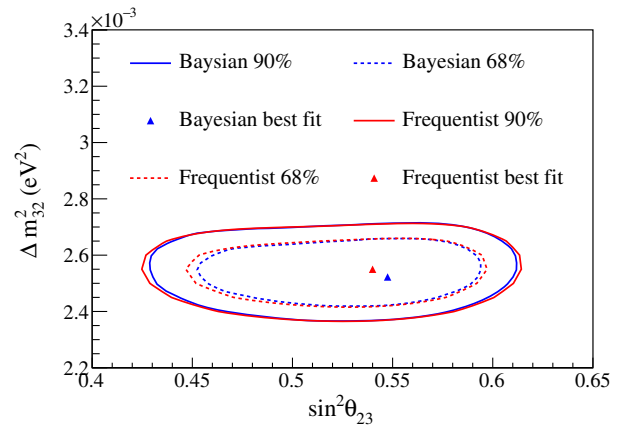 ×10⁻³
3.4
Baysian 90% Bayesian 68%
3.2
3 Bayesian best fit Frequentist 90%
2.8 Frequentist 68% Frequentist best fit
2.6
2.4
2.2
0.4 0.45 0.5 0.55 0.6 0.65
Δ m²₃₂ (eV²)
sin²θ₂₃